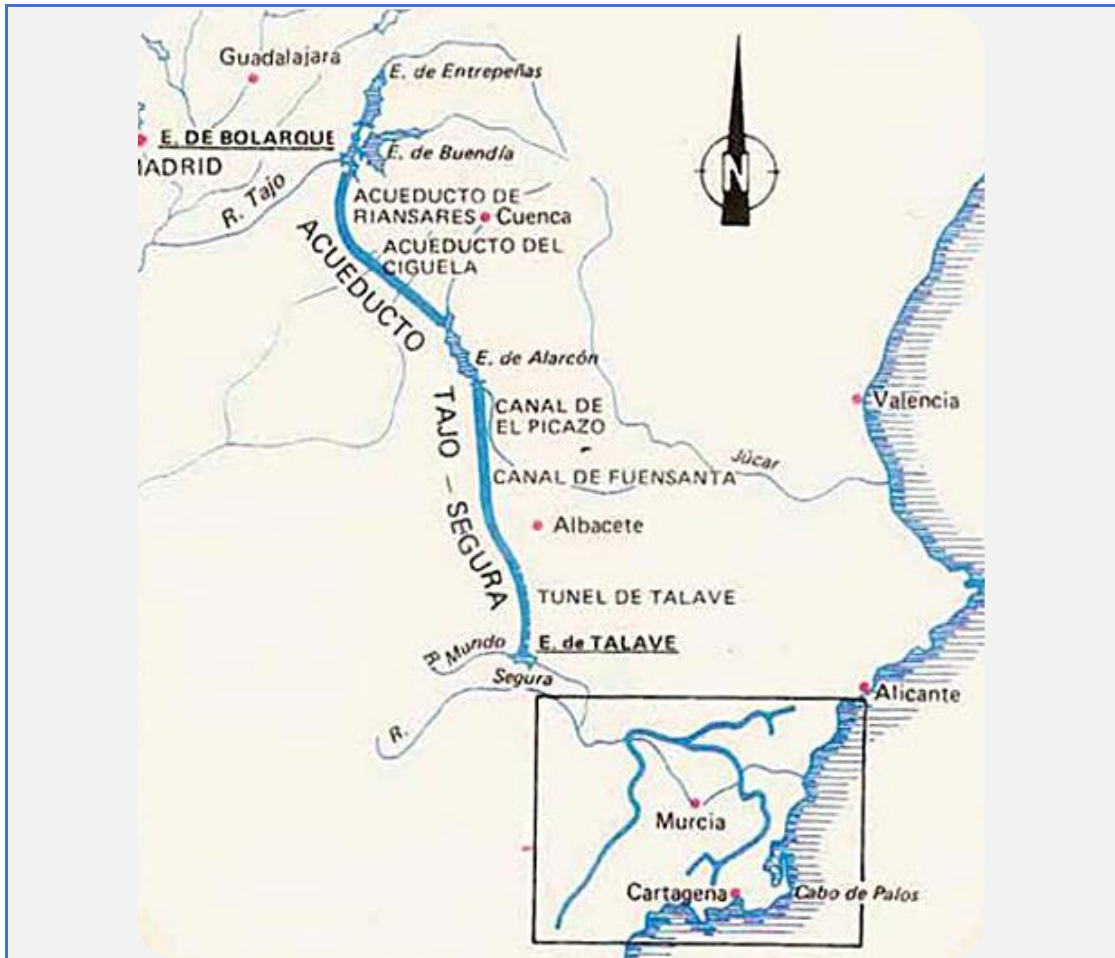 Guadalajara
E. de Entrepeñas
E. DE BOLARQUE
MADRID
E. de Buendía
R. Tajo
ACUEDUCTO DE
RIANSARES
Cuenca
ACUEDUCTO DEL
CIGUELA
ACUEDUCTO TAJO — SEGURA
E. de Alarcón
CANAL DE
EL PICAZO
Valencia
Júcar
CANAL DE FUENSANTA
Albacete
TUNEL DE TALAVE
R. Mundo
E. de TALAVE
R. Segura
Alicante
Murcia
Cartagena
Cabo de Palos
N